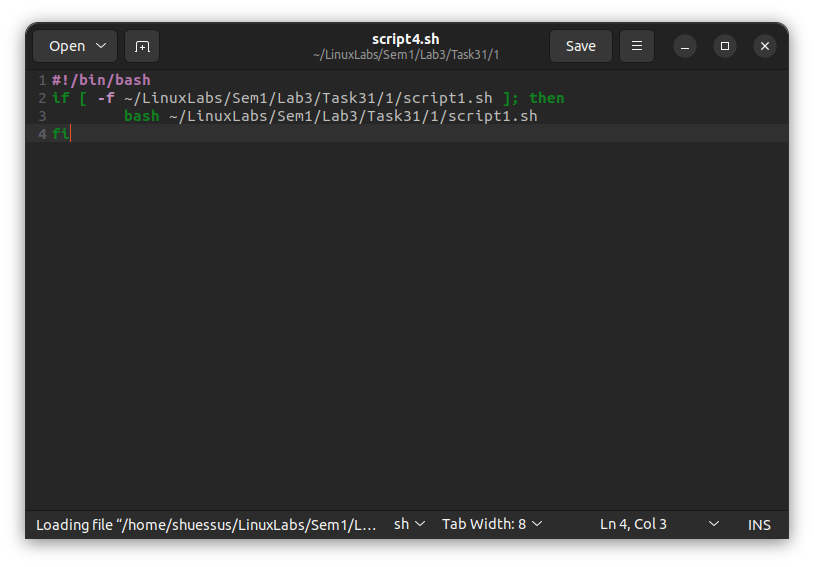 Open
script4.sh
~/LinuxLabs/Sem1/Lab3/Task31/1
Save
1 #!/bin/bash
2 if [ -f ~/LinuxLabs/Sem1/Lab3/Task31/1/script1.sh ]; then
3         bash ~/LinuxLabs/Sem1/Lab3/Task31/1/script1.sh
4 fi
Loading file “/home/shuessus/LinuxLabs/Sem1/L… sh Tab Width: 8 Ln 4, Col 3 INS